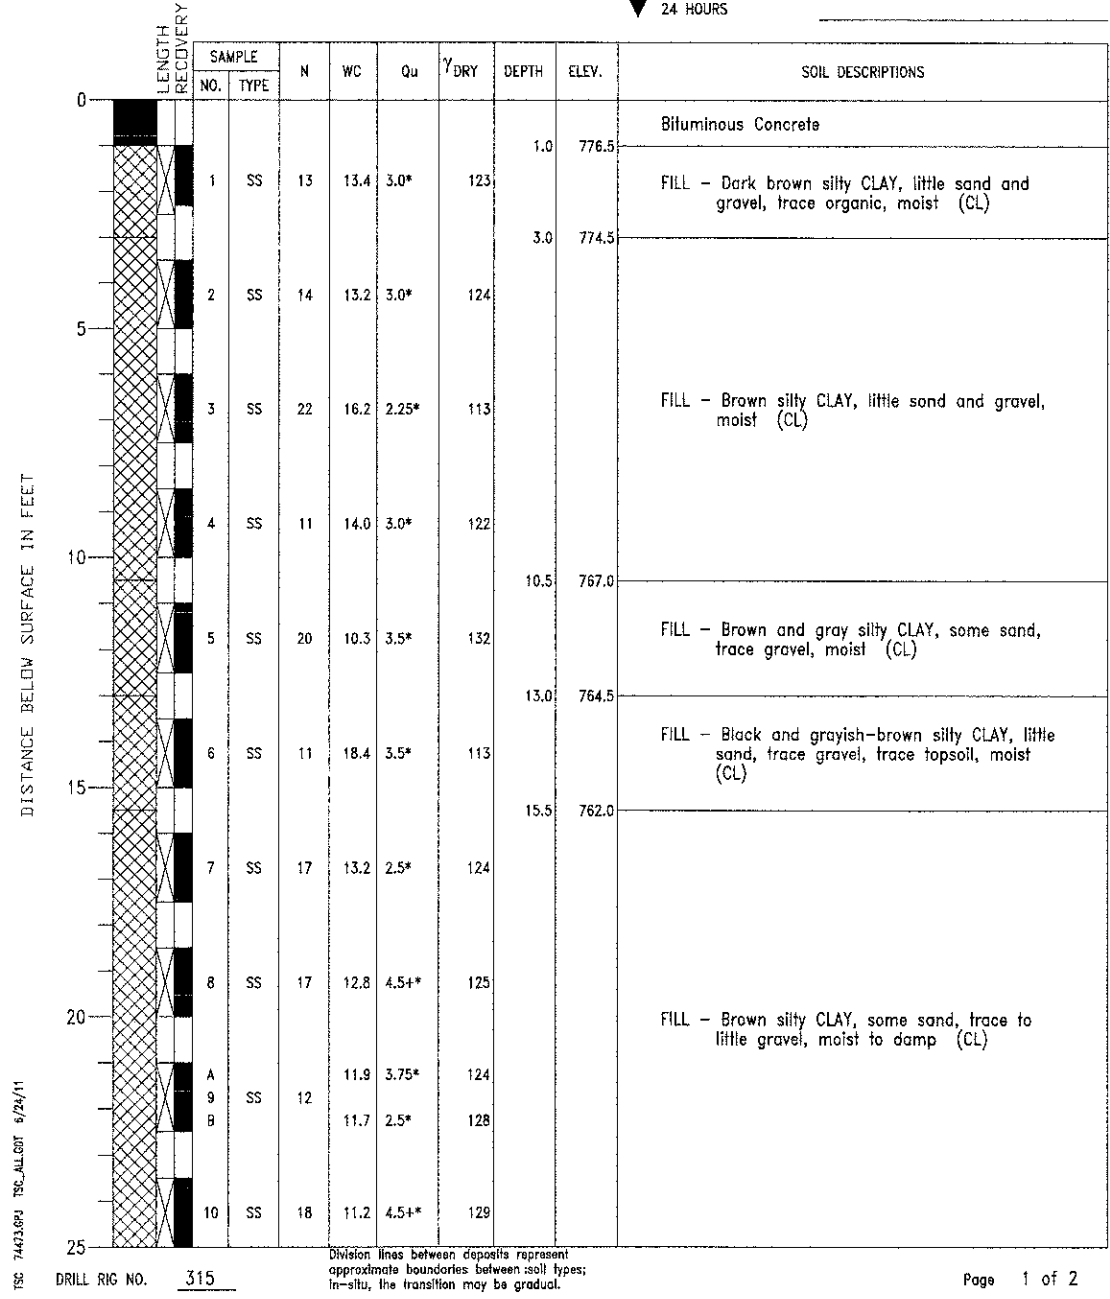 24 HOURS
LENGTH
RECOVERY
SAMPLE
NO. TYPE N WC Qu γDRY DEPTH ELEV. SOIL DESCRIPTIONS
0
Bituminous Concrete
1.0 776.5
1 SS 13 13.4 3.0* 123
FILL - Dark brown silty CLAY, little sand and
gravel, trace organic, moist (CL)
3.0 774.5
2 SS 14 13.2 3.0* 124
5
3 SS 22 16.2 2.25* 113
FILL - Brown silty CLAY, little sand and gravel,
moist (CL)
4 SS 11 14.0 3.0* 122
10
10.5 767.0
5 SS 20 10.3 3.5* 132
FILL - Brown and gray silty CLAY, some sand,
trace gravel, moist (CL)
13.0 764.5
6 SS 11 18.4 3.5* 113
FILL - Black and grayish-brown silty CLAY, little
sand, trace gravel, trace topsoil, moist
(CL)
15
15.5 762.0
7 SS 17 13.2 2.5* 124
8 SS 17 12.8 4.5+* 125
20
FILL - Brown silty CLAY, some sand, trace to
little gravel, moist to damp (CL)
A 11.9 3.75* 124
9 SS 12
B 11.7 2.5* 128
10 SS 18 11.2 4.5+* 129
25
DISTANCE BELOW SURFACE IN FEET
TSC 74473.GPJ TSC_ALL.GDT 6/24/11
DRILL RIG NO. 315
Division lines between deposits represent
approximate boundaries between soil types;
in-situ, the transition may be gradual.
Page 1 of 2